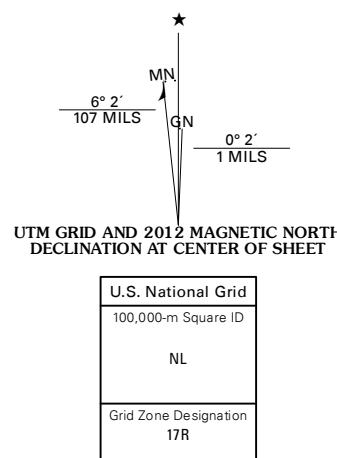 MN
6° 2´
107 MILS
GN
0° 2´
1 MILS
UTM GRID AND 2012 MAGNETIC NORTH
DECLINATION AT CENTER OF SHEET
U.S. National Grid
100,000-m Square ID
NL
Grid Zone Designation
17R